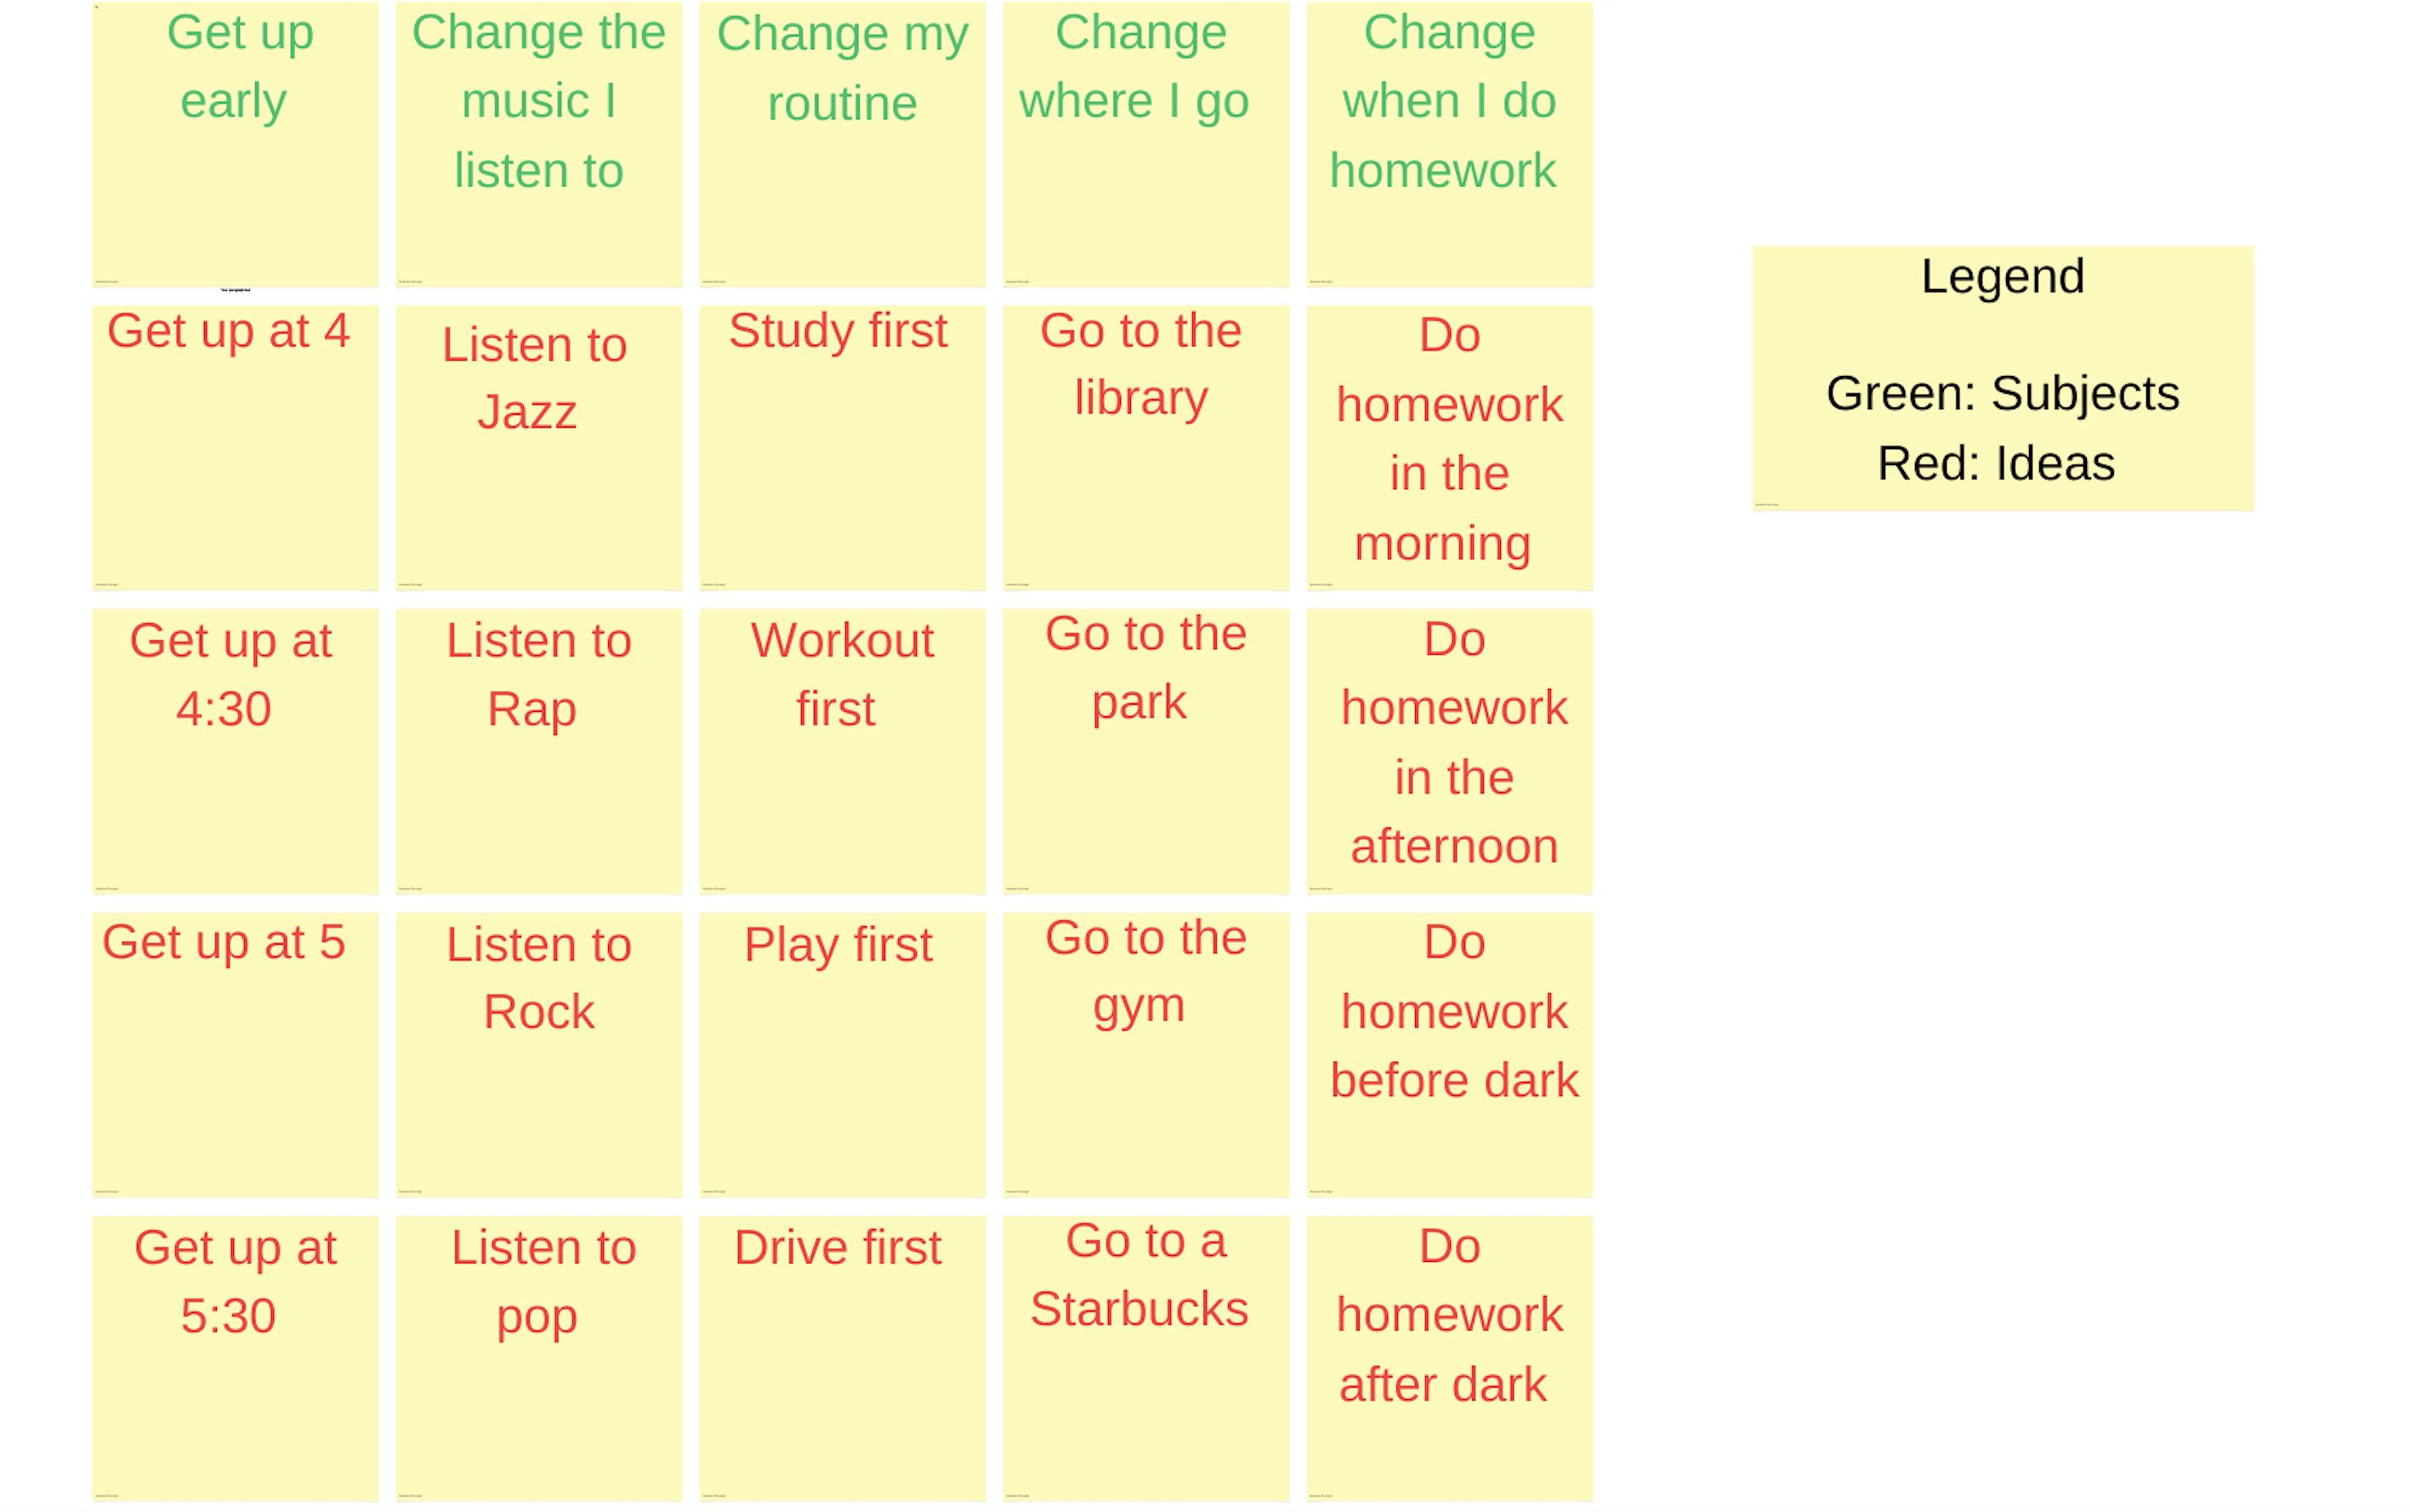 Get up
early
Change the
music I
listen to
Change my
routine
Change
where I go
Change
when I do
homework
Legend
Green: Subjects
Red: Ideas
Get up at 4
Listen to
Jazz
Study first
Go to the
library
Do
homework
in the
morning
Get up at
4:30
Listen to
Rap
Workout
first
Go to the
park
Do
homework
in the
afternoon
Get up at 5
Listen to
Rock
Play first
Go to the
gym
Do
homework
before dark
Get up at
5:30
Listen to
pop
Drive first
Go to a
Starbucks
Do
homework
after dark